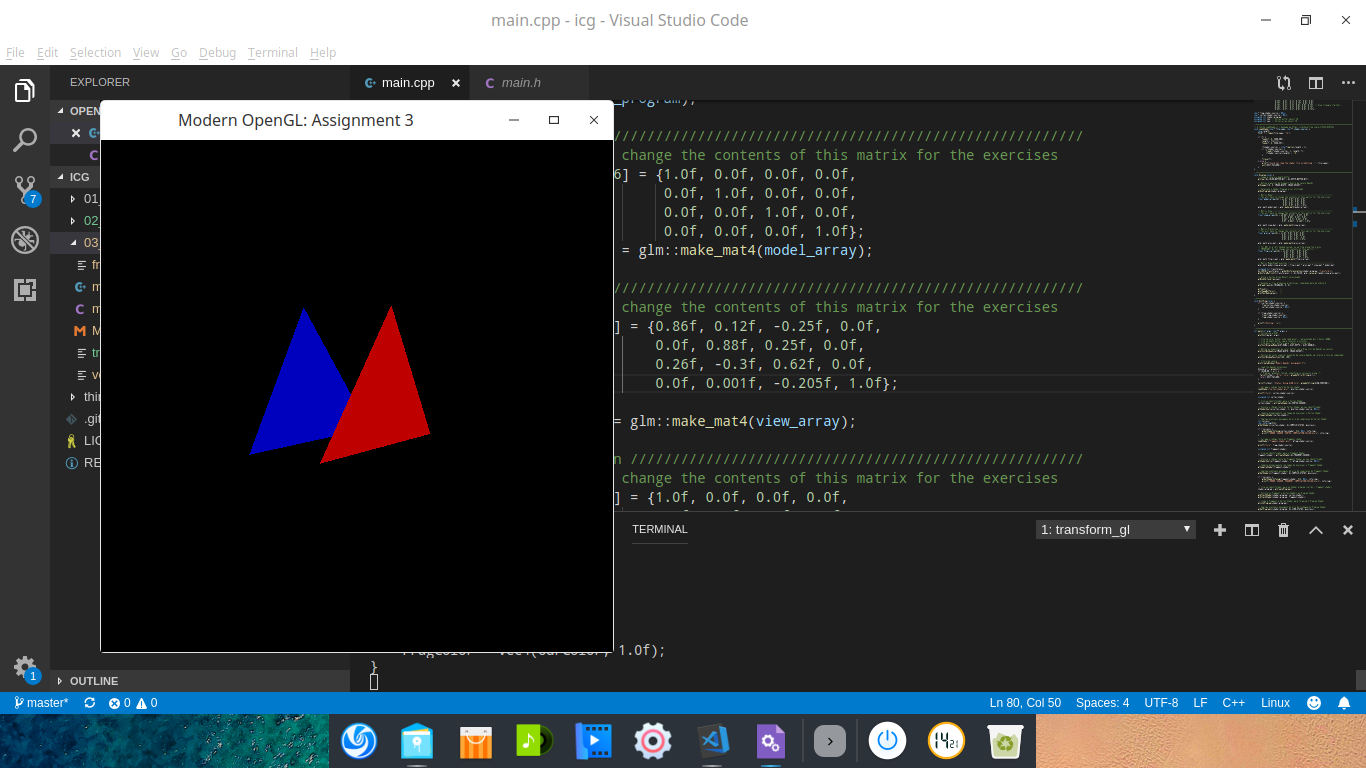 main.cpp - icg - Visual Studio Code
File Edit Selection View Go Debug Terminal Help
EXPLORER
main.cpp
main.h
OPEN
Modern OpenGL: Assignment 3
_program);
////////////////////////////////////////////////////////
change the contents of this matrix for the exercises
6] = {1.0f, 0.0f, 0.0f, 0.0f,
0.0f, 1.0f, 0.0f, 0.0f,
0.0f, 0.0f, 1.0f, 0.0f,
0.0f, 0.0f, 0.0f, 1.0f};
= glm::make_mat4(model_array);
////////////////////////////////////////////////////////
change the contents of this matrix for the exercises
] = {0.86f, 0.12f, -0.25f, 0.0f,
0.0f, 0.88f, 0.25f, 0.0f,
0.26f, -0.3f, 0.62f, 0.0f,
0.0f, 0.001f, -0.205f, 1.0f};
= glm::make_mat4(view_array);
n ///////////////////////////////////////////////////////
change the contents of this matrix for the exercises
] = {1.0f, 0.0f, 0.0f, 0.0f,
ICG
01_
02_
03_
fr
m
m
M
tr
ve
thi
.git
LIC
RE
7
1
TERMINAL
1: transform_gl
1.0f);
}
OUTLINE
master*
0
0
Ln 80, Col 50
Spaces: 4
UTF-8
LF
C++
Linux
14 21